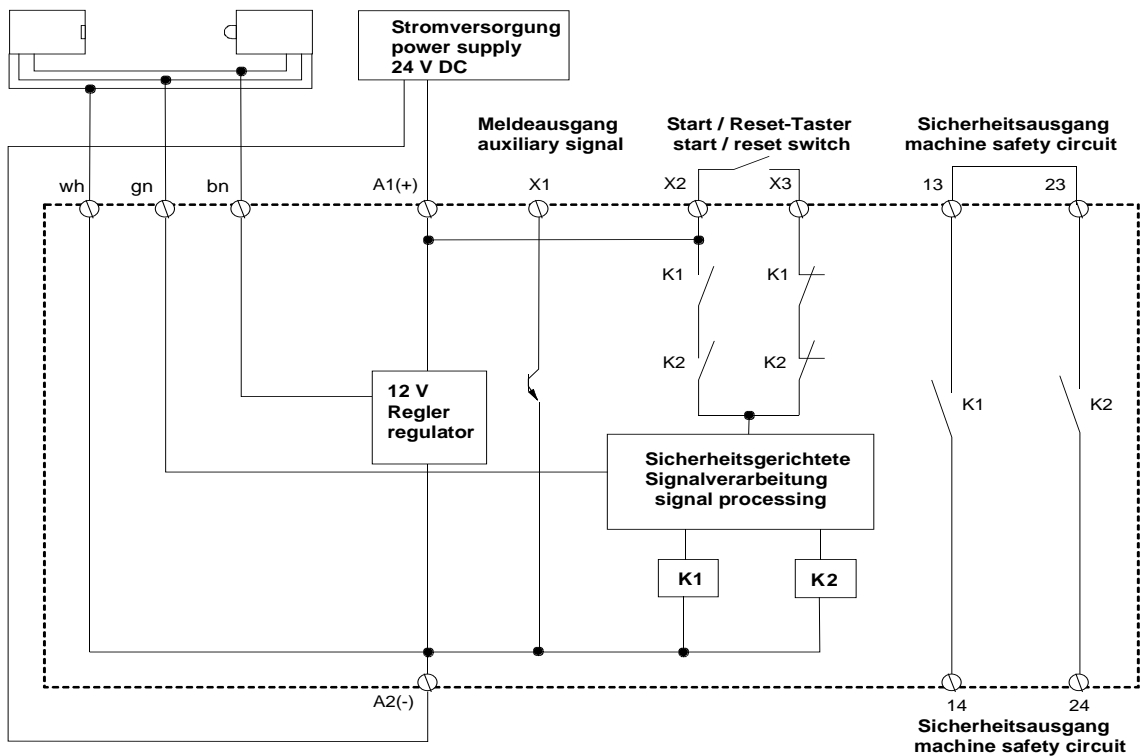 Stromversorgung
power supply
24 V DC
Meldeausgang
auxiliary signal
Start / Reset-Taster
start / reset switch
Sicherheitsausgang
machine safety circuit
wh
gn
bn
A1(+)
X1
X2
X3
13
23
K1
K1
K2
K2
12 V
Regler
regulator
K1
K2
Sicherheitsgerichtete
Signalverarbeitung
signal processing
K1
K2
A2(-)
14
24
Sicherheitsausgang
machine safety circuit